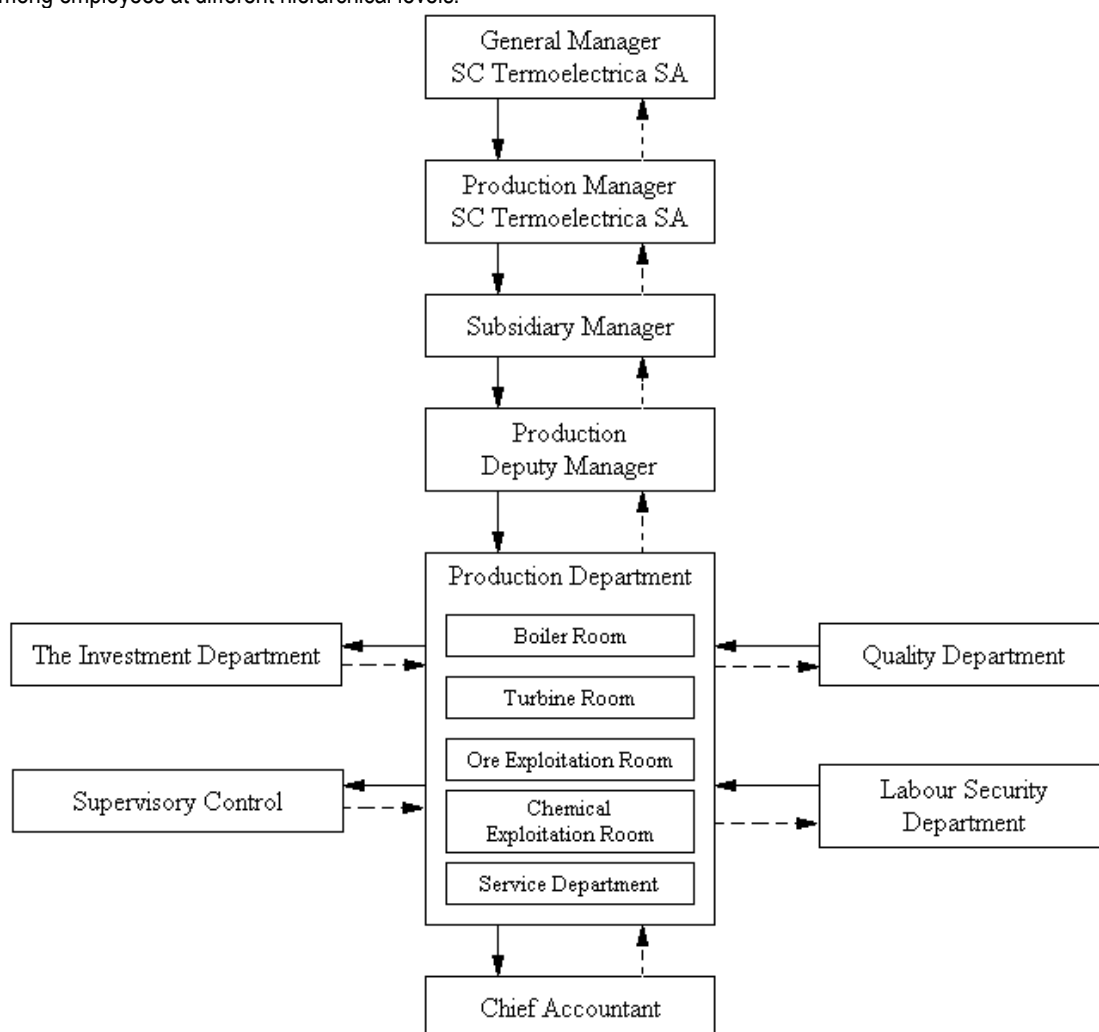 among employees at different hierarchical levels.
General Manager
SC Termoelectrica SA
Production Manager
SC Termoelectrica SA
Subsidiary Manager
Production
Deputy Manager
Production Department
Boiler Room
The Investment Department
Quality Department
Turbine Room
Ore Exploitation Room
Supervisory Control
Chemical
Exploitation Room
Labour Security
Department
Service Department
Chief Accountant